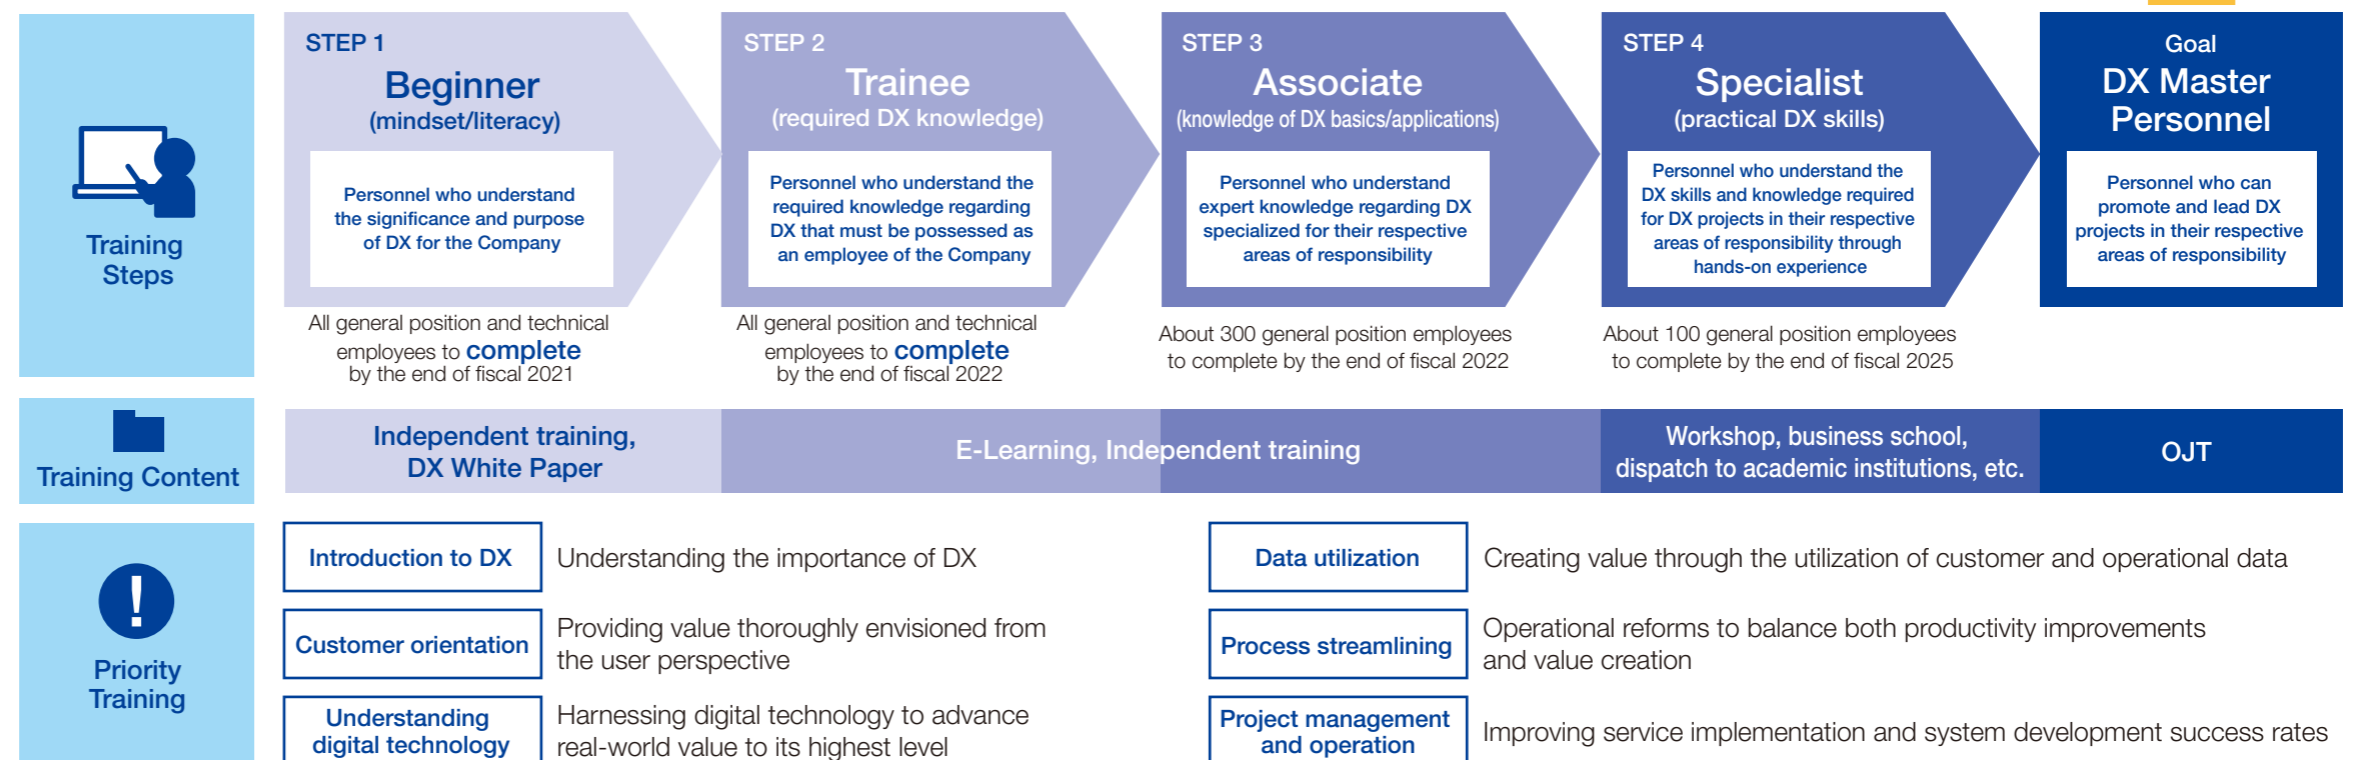 Training
Steps
STEP 1
Beginner
(mindset/literacy)
Personnel who understand
the significance and purpose
of DX for the Company
All general position and technical
employees to complete
by the end of fiscal 2021
STEP 2
Trainee
(required DX knowledge)
Personnel who understand the
required knowledge regarding
DX that must be possessed as
an employee of the Company
All general position and technical
employees to complete
by the end of fiscal 2022
STEP 3
Associate
(knowledge of DX basics/applications)
Personnel who understand
expert knowledge regarding DX
specialized for their respective
areas of responsibility
About 300 general position employees
to complete by the end of fiscal 2022
STEP 4
Specialist
(practical DX skills)
Personnel who understand the
DX skills and knowledge required
for DX projects in their respective
areas of responsibility through
hands-on experience
About 100 general position employees
to complete by the end of fiscal 2025
Goal
DX Master
Personnel
Personnel who can
promote and lead DX
projects in their respective
areas of responsibility
Training Content
Independent training,
DX White Paper
E-Learning, Independent training
Workshop, business school,
dispatch to academic institutions, etc.
OJT
Priority
Training
Introduction to DX
Understanding the importance of DX
Customer orientation
Providing value thoroughly envisioned from
the user perspective
Understanding
digital technology
Harnessing digital technology to advance
real-world value to its highest level
Data utilization
Creating value through the utilization of customer and operational data
Process streamlining
Operational reforms to balance both productivity improvements
and value creation
Project management
and operation
Improving service implementation and system development success rates